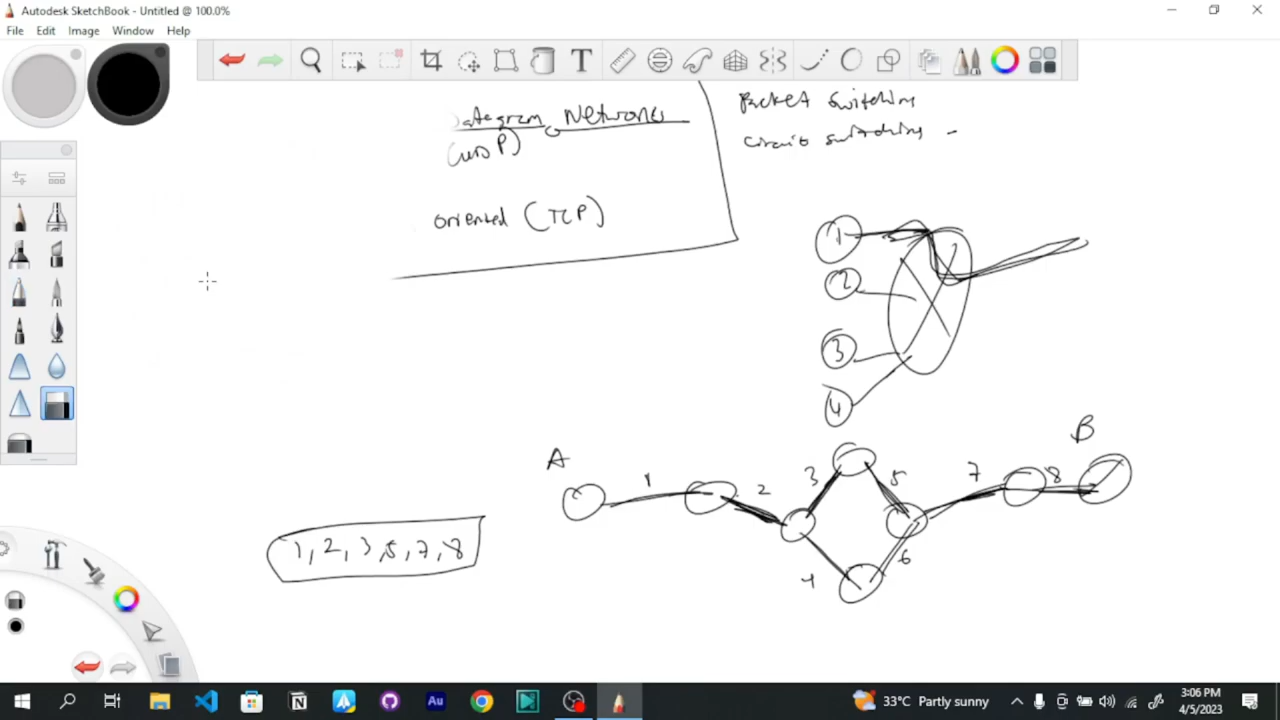 Autodesk SketchBook - Untitled @ 100.0%
File Edit Image Window Help
Packet switching
Datagram Networks
circuit switching -
(UDP)
oriented (TCP)
1
2
3
4
B
A
1 2 3 5 7 8
1, 2, 3, 5, 7, 8
4 6
33°C Partly sunny
3:06 PM
4/5/2023